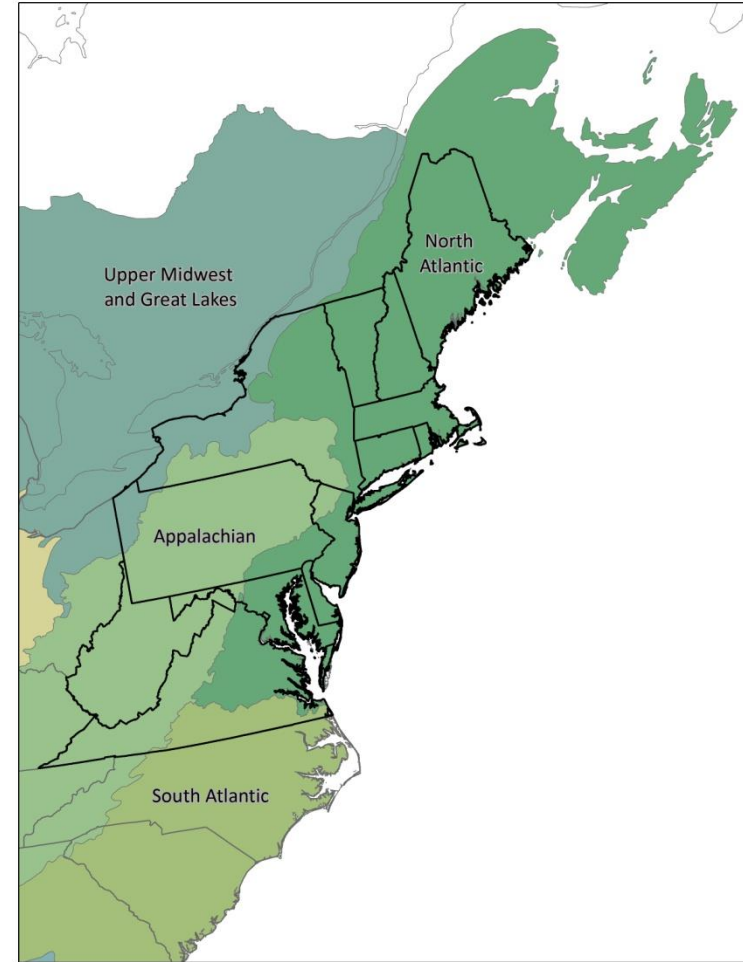 North
Atlantic
Upper Midwest
and Great Lakes
Appalachian
South Atlantic